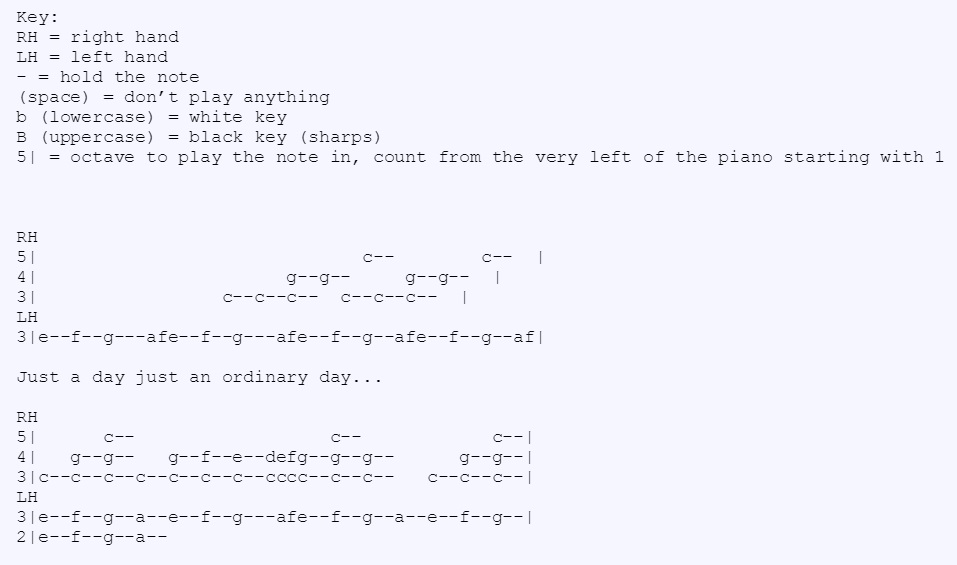 Key:
RH = right hand
LH = left hand
- = hold the note
(space) = don’t play anything
b (lowercase) = white key
B (uppercase) = black key (sharps)
5| = octave to play the note in, count from the very left of the piano starting with 1
RH
5|                              c--        c--  |
4|                       g--g--     g--g--  |
3|                 c--c--c--  c--c--c--  |
LH
3|e--f--g---afe--f--g---afe--f--g--afe--f--g--af|
Just a day just an ordinary day...
RH
5|      c--                  c--            c--|
4|   g--g--   g--f--e--defg--g--g--      g--g--|
3|c--c--c--c--c--c--c--cccc--c--c--   c--c--c--|
LH
3|e--f--g--a--e--f--g---afe--f--g--a--e--f--g--|
2|e--f--g--a--